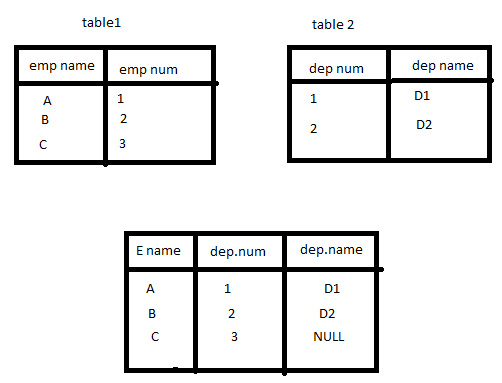 table1
emp name emp num
A 1
B 2
C 3
table 2
dep num dep name
1 D1
2 D2
E name dep.num dep.name
A 1 D1
B 2 D2
C 3 NULL